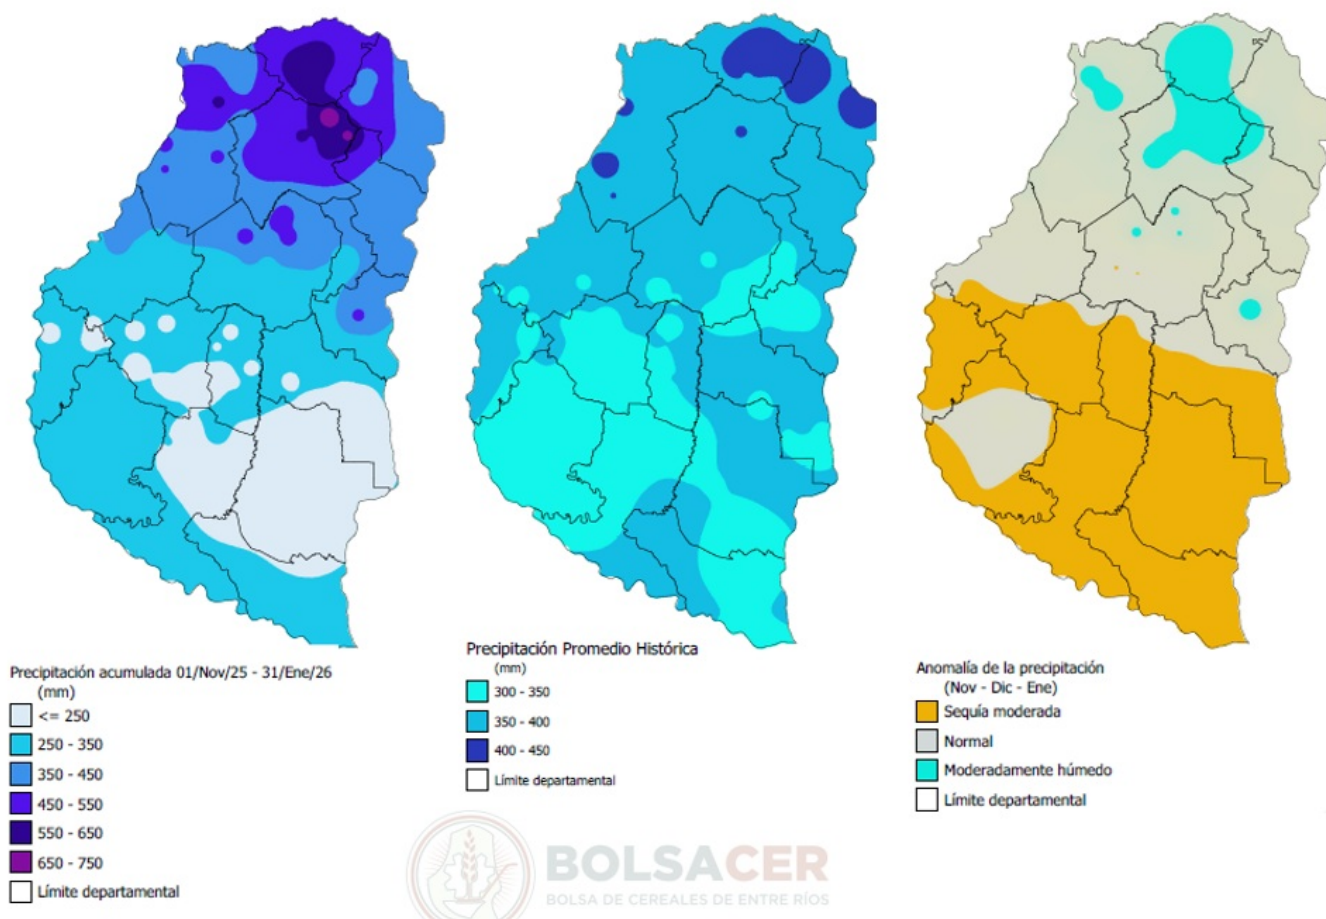 Precipitación acumulada 01/Nov/25 - 31/Ene/26
(mm)
<= 250
250 - 350
350 - 450
450 - 550
550 - 650
650 - 750
Límite departamental
Precipitación Promedio Histórica
(mm)
300 - 350
350 - 400
400 - 450
Límite departamental
Anomalía de la precipitación
(Nov - Dic - Ene)
Sequía moderada
Normal
Moderadamente húmedo
Límite departamental
BOLSACER
BOLSA DE CEREALES DE ENTRE RÍOS